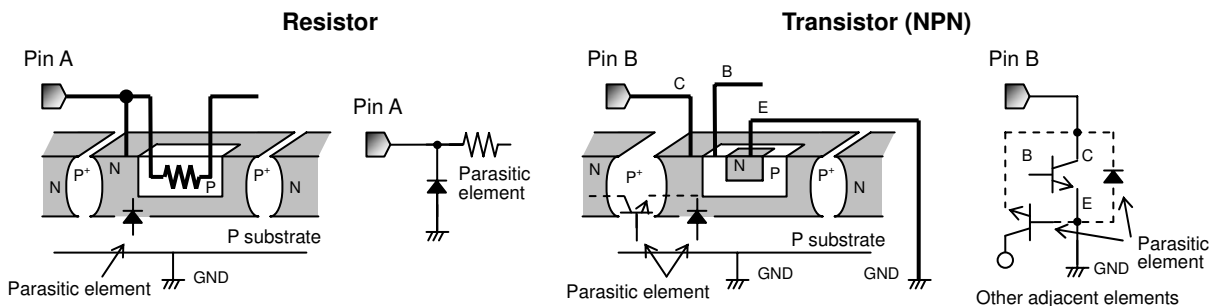 Resistor
Pin A
N
P+
N
P
P+
N
P substrate
Parasitic element
GND
Pin A
Parasitic
element
Transistor (NPN)
Pin B
C
B
E
N
P+
N
P
P+
N
P substrate
Parasitic element
GND
GND
Pin B
B
C
E
GND
Parasitic
element
Other adjacent elements